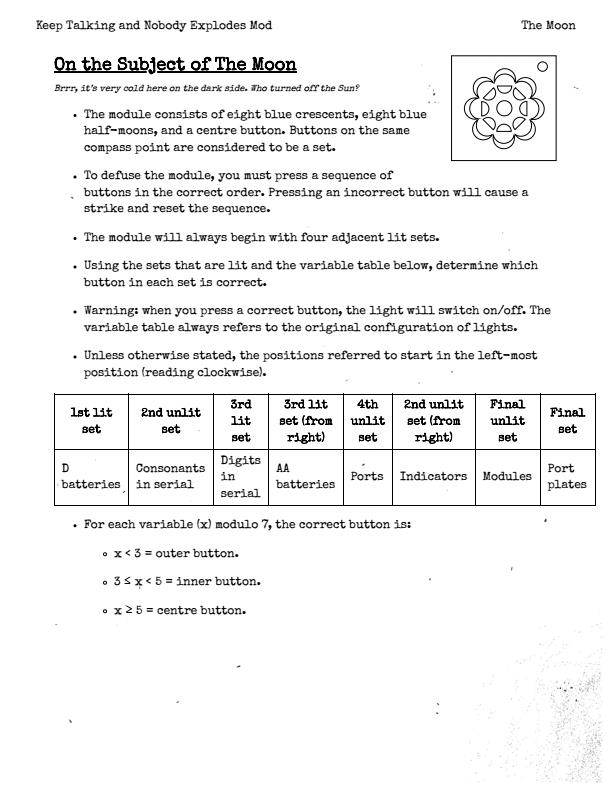 Keep Talking and Nobody Explodes Mod The Moon
On the Subject of The Moon
Brrr, it's very cold here on the dark side. Who turned off the Sun?
• The module consists of eight blue crescents, eight blue
half-moons, and a centre button. Buttons on the same
compass point are considered to be a set.
• To defuse the module, you must press a sequence of
buttons in the correct order. Pressing an incorrect button will cause a
strike and reset the sequence.
• The module will always begin with four adjacent lit sets.
• Using the sets that are lit and the variable table below, determine which
button in each set is correct.
• Warning: when you press a correct button, the light will switch on/off. The
variable table always refers to the original configuration of lights.
• Unless otherwise stated, the positions referred to start in the left-most
position (reading clockwise).
1st lit set | 2nd unlit set | 3rd lit set | 3rd lit set (from right) | 4th unlit set | 2nd unlit set (from right) | Final unlit set | Final set
D batteries | Consonants in serial | Digits in serial | AA batteries | Ports | Indicators | Modules | Port plates
• For each variable (x) modulo 7, the correct button is:
∘ x < 3 = outer button.
∘ 3 ≤ x < 5 = inner button.
∘ x ≥ 5 = centre button.